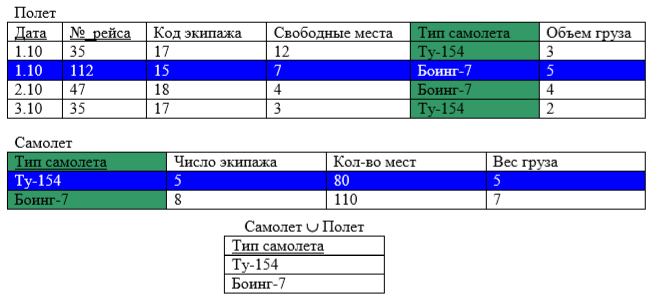 Полет
Дата №_рейса Код экипажа Свободные места Тип самолета Объем груза
1.10 35 17 12 Ту-154 3
1.10 112 15 7 Боинг-7 5
2.10 47 18 4 Боинг-7 4
3.10 35 17 3 Ту-154 2
Самолет
Тип самолета Число экипажа Кол-во мест Вес груза
Ту-154 5 80 5
Боинг-7 8 110 7
Самолет ∪ Полет
Тип самолета
Ту-154
Боинг-7